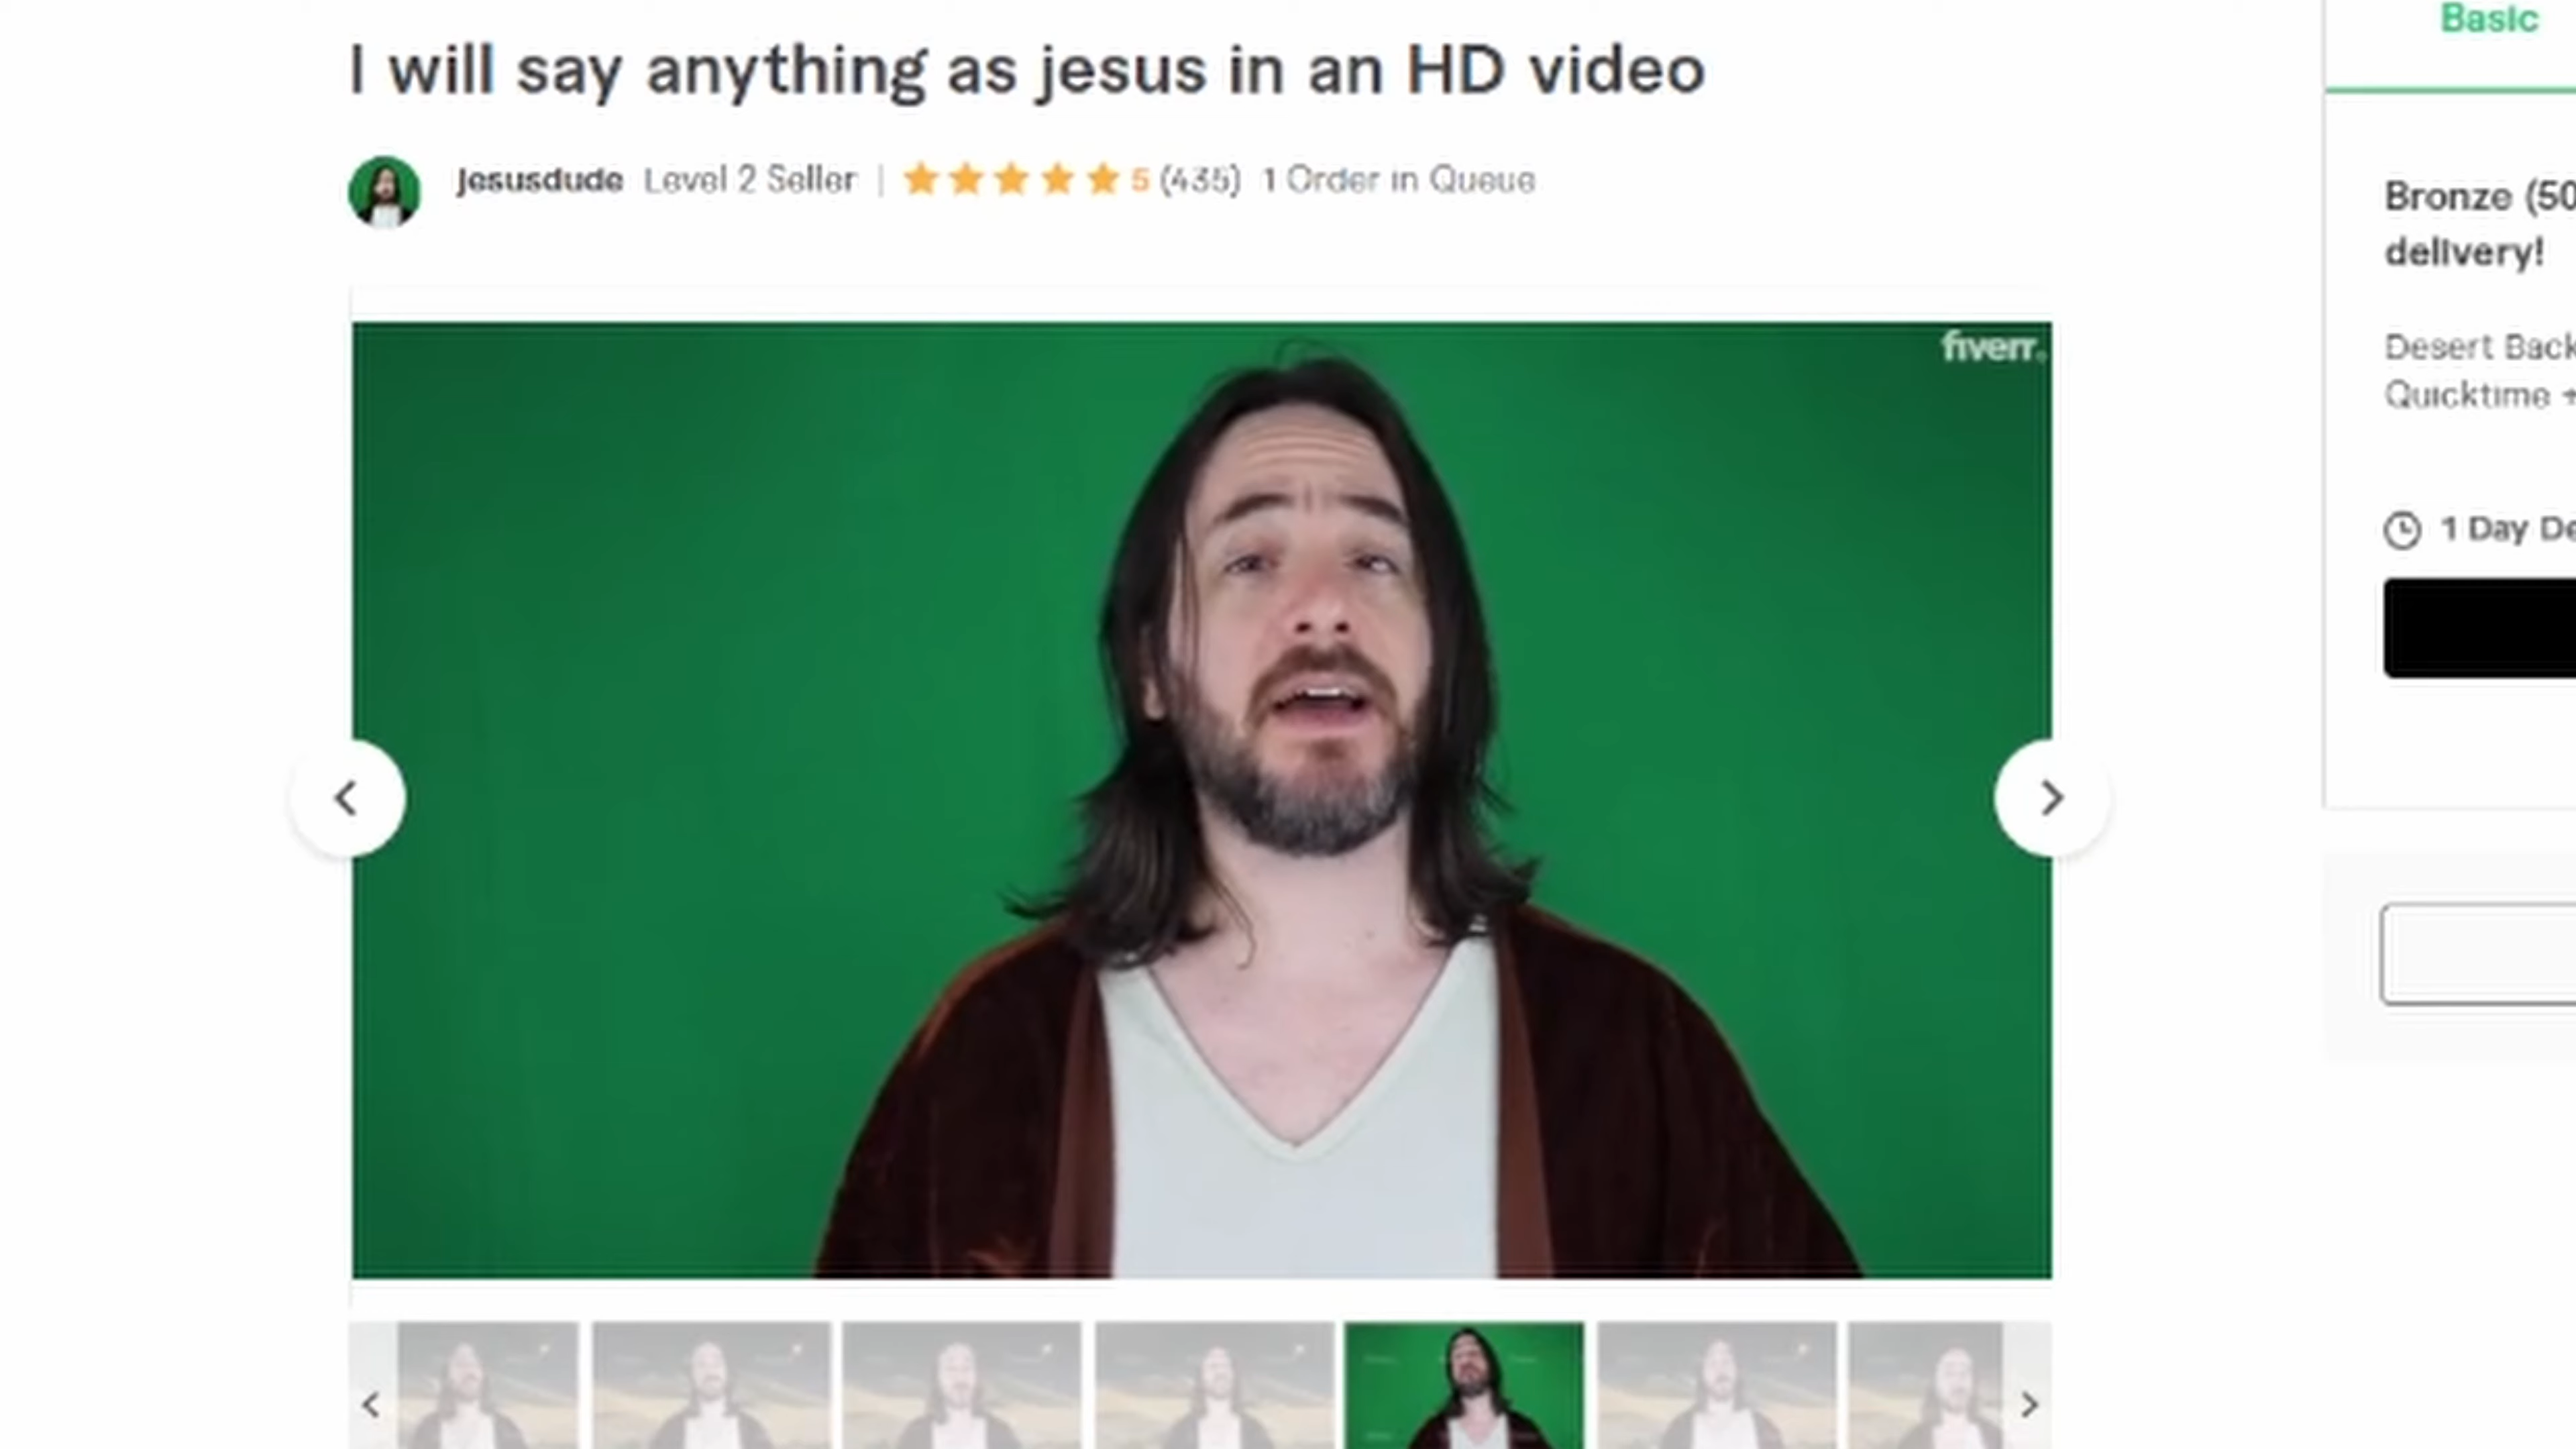 Basic
I will say anything as jesus in an HD video
jesusdude Level 2 Seller | 5 (435) 1 Order in Queue
Bronze (50
delivery!
fiverr.
Desert Back
Quicktime +
1 Day De